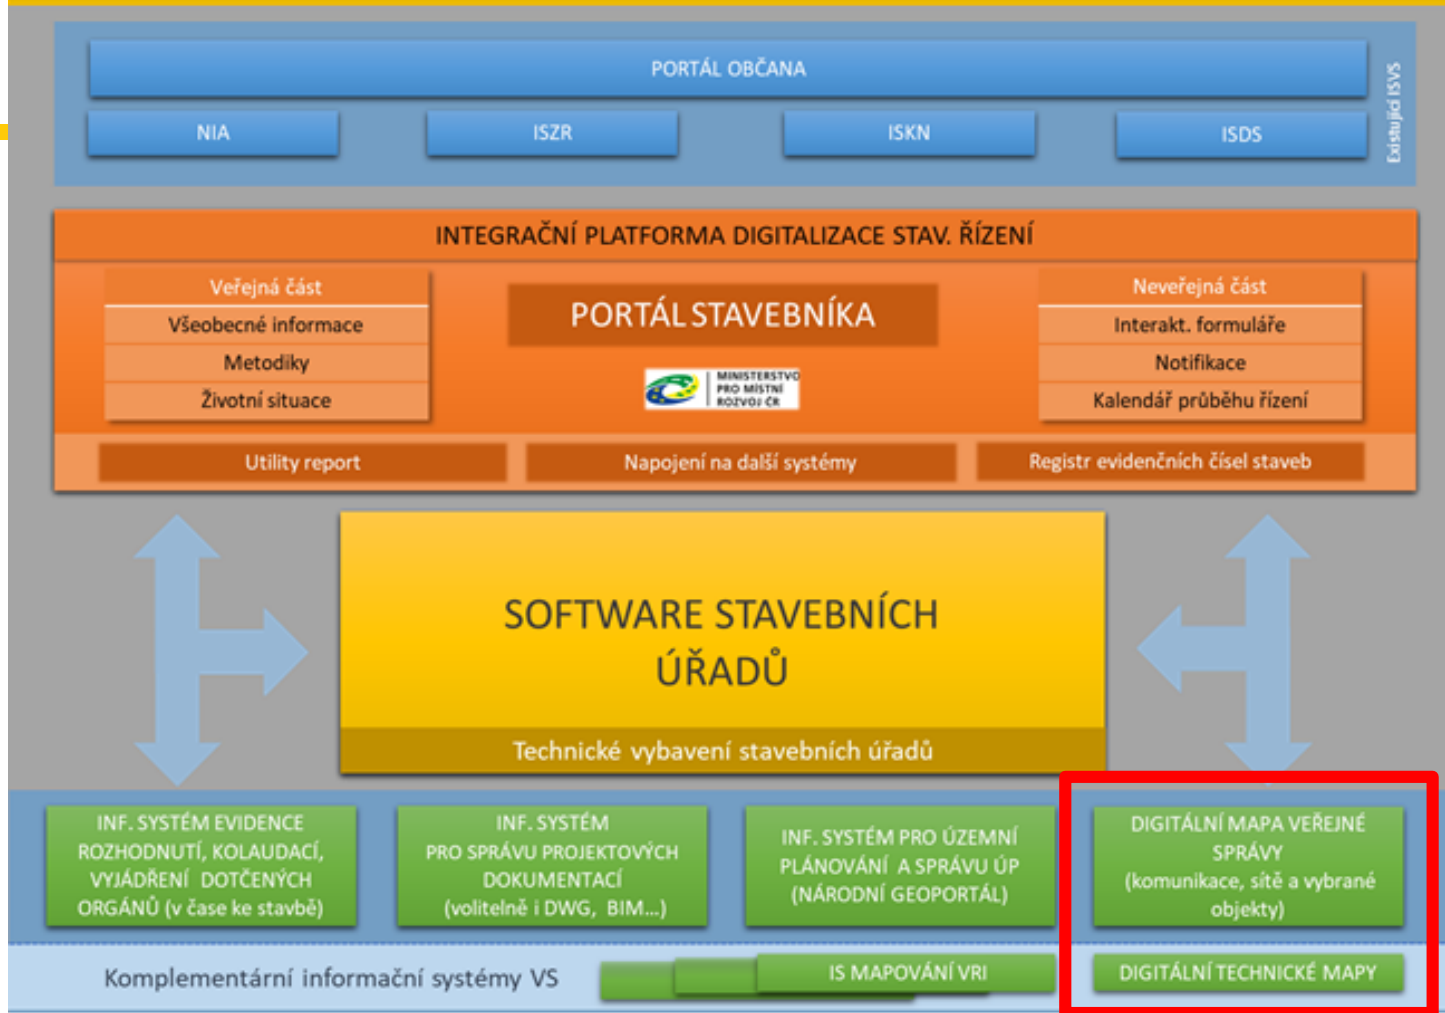 PORTÁL OBČANA
NIA
ISZR
ISKN
ISDS
Existující ISVS
INTEGRAČNÍ PLATFORMA DIGITALIZACE STAV. ŘÍZENÍ
Veřejná část
Všeobecné informace
Metodiky
Životní situace
PORTÁL STAVEBNÍKA
MINISTERSTVO
PRO MÍSTNÍ
ROZVOJ ČR
Neveřejná část
Interakt. formuláře
Notifikace
Kalendář průběhu řízení
Utility report
Napojení na další systémy
Registr evidenčních čísel staveb
SOFTWARE STAVEBNÍCH
ÚŘADŮ
Technické vybavení stavebních úřadů
INF. SYSTÉM EVIDENCE
ROZHODNUTÍ, KOLAUDACÍ,
VYJÁDŘENÍ DOTČENÝCH
ORGÁNŮ (v čase ke stavbě)
INF. SYSTÉM
PRO SPRÁVU PROJEKTOVÝCH
DOKUMENTACÍ
(volitelně i DWG, BIM...)
INF. SYSTÉM PRO ÚZEMNÍ
PLÁNOVÁNÍ A SPRÁVU ÚP
(NÁRODNÍ GEOPORTÁL)
DIGITÁLNÍ MAPA VEŘEJNÉ
SPRÁVY
(komunikace, sítě a vybrané
objekty)
Komplementární informační systémy VS
IS MAPOVÁNÍ VRI
DIGITÁLNÍ TECHNICKÉ MAPY